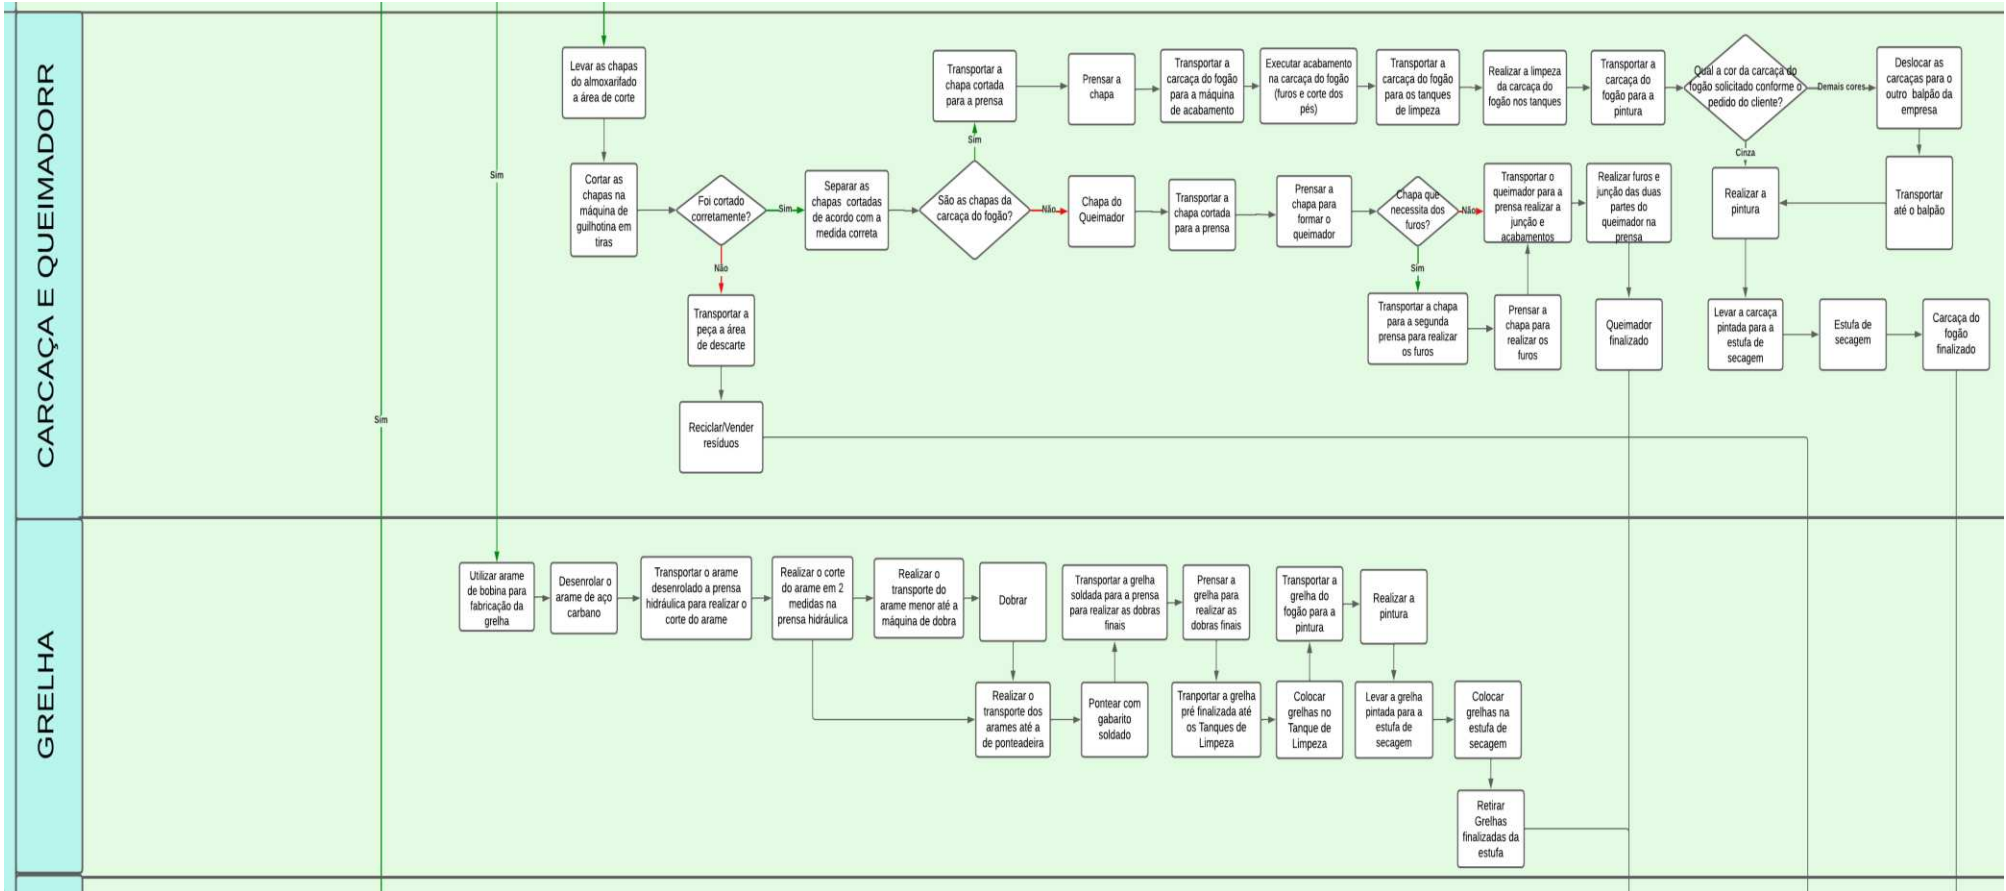 CARCAÇA E QUEIMADORR
Levar as chapas
do almoxarifado
a área de corte
Cortar as
chapas na
máquina de
guilhotina em
tiras
Foi cortado
corretamente?
Sim
Não
Transportar a
peça a área
de descarte
Reciclar/Vender
resíduos
Separar as
chapas cortadas
de acordo com a
medida correta
São as chapas da
carcaça do fogão?
Sim
Transportar a
chapa cortada
para a prensa
Prensar a
chapa
Transportar a
carcaça do fogão
para a máquina
de acabamento
Executar acabamento
na carcaça do fogão
(furos e corte dos
pés)
Transportar a
carcaça do fogão
para os tanques
de limpeza
Realizar a limpeza
da carcaça do
fogão nos tanques
Transportar a
carcaça do
fogão para a
pintura
Qual a cor da carcaça do
fogão solicitado conforme o
pedido do cliente?
Demais cores
Deslocar as
carcaças para o
outro balpão da
empresa
Transportar
até o balpão
Cinza
Realizar a
pintura
Levar a carcaça
pintada para a
estufa de
secagem
Estufa de
secagem
Carcaça do
fogão
finalizado
Não
Chapa do
Queimador
Transportar a
chapa cortada
para a prensa
Prensar a
chapa para
formar o
queimador
Chapa que
necessita dos
furos?
Não
Sim
Transportar a chapa
para a segunda
prensa para realizar
os furos
Prensar a
chapa para
realizar os
furos
Transportar o
queimador para a
prensa realizar a
junção e
acabamentos
Realizar furos e
junção das duas
partes do
queimador na
prensa
Queimador
finalizado
Sim
Sim
GRELHA
Utilizar arame
de bobina para
fabricação da
grelha
Desenrolar o
arame de aço
carbano
Transportar o arame
desenrolado a prensa
hidráulica para realizar o
corte do arame
Realizar o corte
do arame em 2
medidas na
prensa hidráulica
Realizar o
transporte do
arame menor até a
máquina de dobra
Dobrar
Realizar o
transporte dos
arames até a
de ponteadeira
Pontear com
gabarito
soldado
Transportar a grelha
soldada para a prensa
para realizar as dobras
finais
Prensar a
grelha para
realizar as
dobras finais
Tranportar a grelha
pré finalizada até
os Tanques de
Limpeza
Colocar
grelhas no
Tanque de
Limpeza
Transportar a
grelha do
fogão para a
pintura
Realizar a
pintura
Levar a grelha
pintada para a
estufa de
secagem
Colocar
grelhas na
estufa de
secagem
Retirar
Grelhas
finalizadas da
estufa